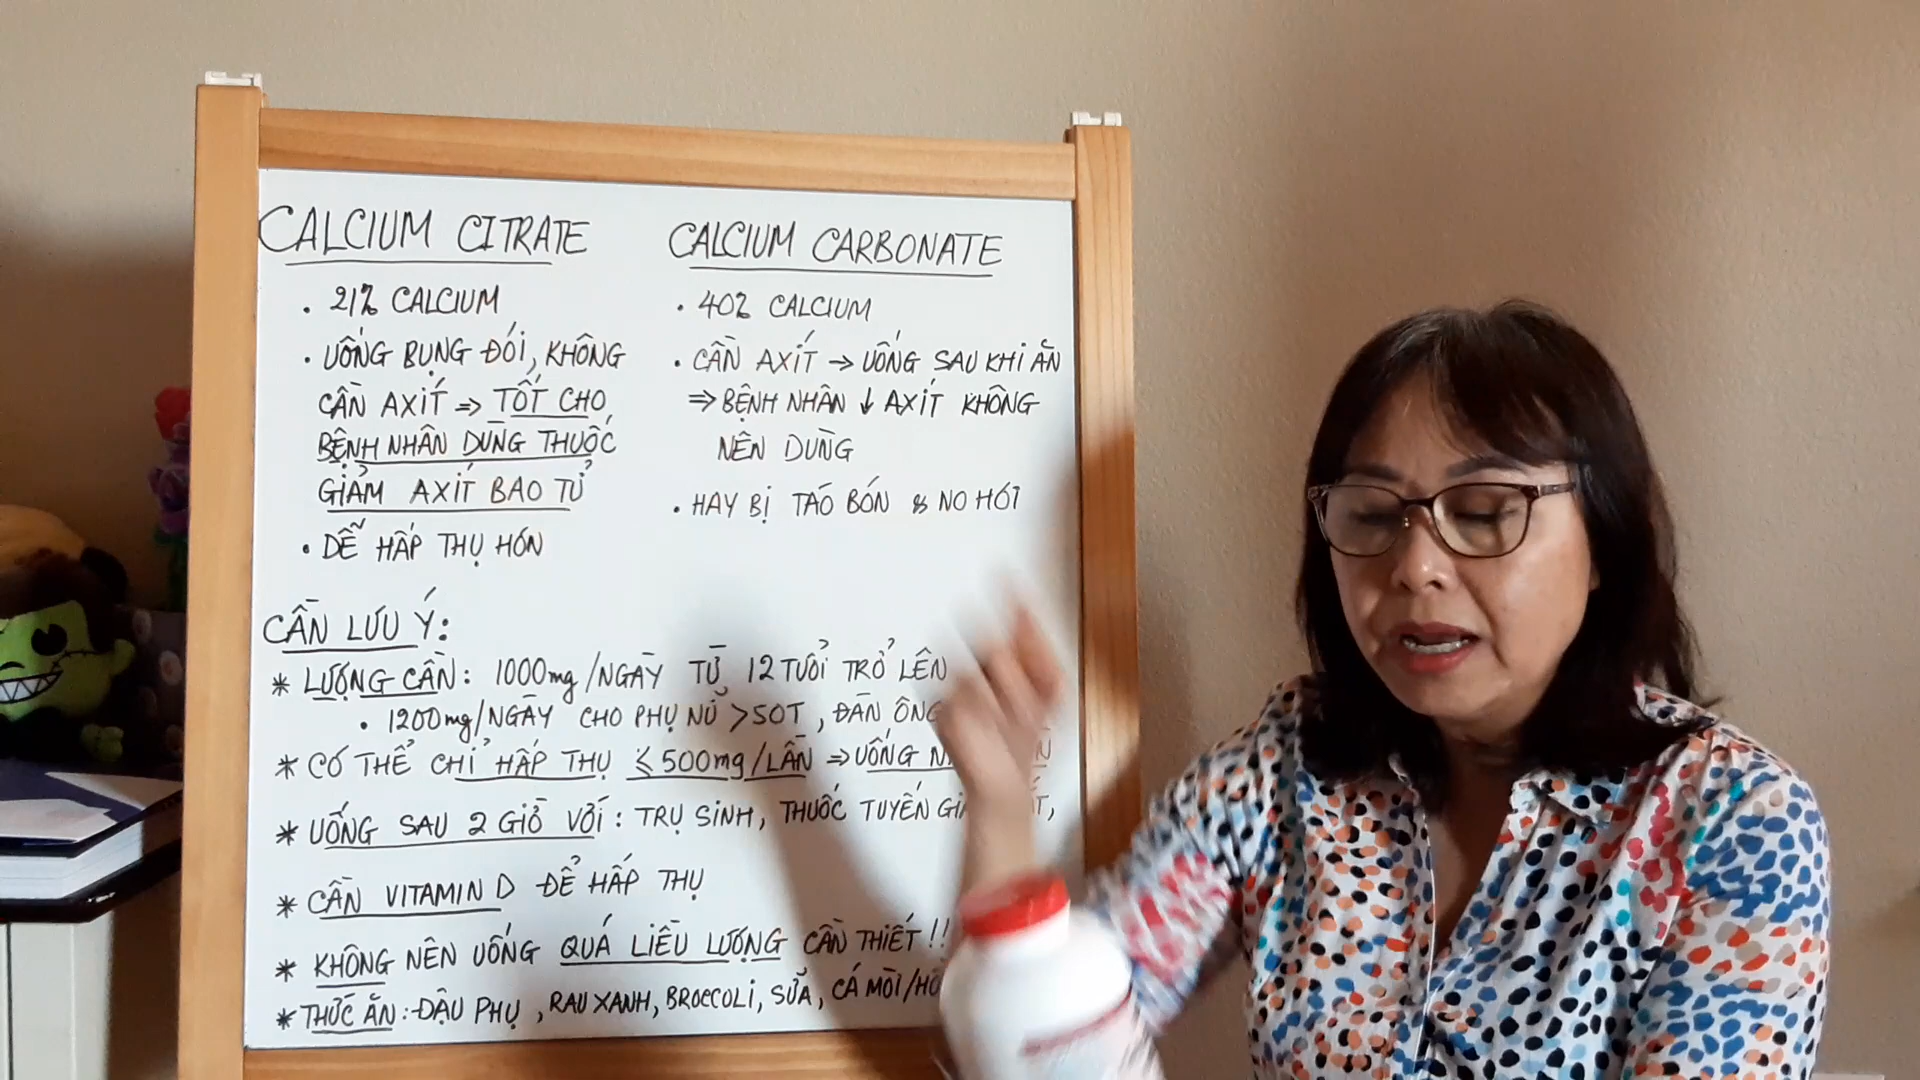 CALCIUM CITRATE
• 21% CALCIUM
• UỐNG BỤNG ĐÓI, KHÔNG
CẦN AXÍT => TỐT CHO
BỆNH NHÂN DÙNG THUỐC
GIẢM AXÍT BAO TỬ
• DỄ HẤP THỤ HƠN
CALCIUM CARBONATE
• 40% CALCIUM
• CẦN AXÍT → UỐNG SAU KHI ĂN
⇒ BỆNH NHÂN ↓ AXÍT KHÔNG
NÊN DÙNG
• HAY BỊ TÁO BÓN & NO HƠI
CẦN LƯU Ý:
* LƯỢNG CẦN: 1000mg/NGÀY TỪ 12 TUỔI TRỞ LÊN
• 1200mg/NGÀY CHO PHỤ NỮ >50T, ĐÀN ÔNG
* CÓ THỂ CHỈ HẤP THỤ ≤500mg/LẦN ⇒ UỐNG
* UỐNG SAU 2 GIỜ VỚI: TRỤ SINH, THUỐC TUYẾN
* CẦN VITAMIN D ĐỂ HẤP THỤ
* KHÔNG NÊN UỐNG QUÁ LIỀU LƯỢNG CẦN THIẾT!!
* THỨC ĂN: ĐẬU PHỤ, RAU XANH, BROCCOLI, SỮA, CÁ MÒI/